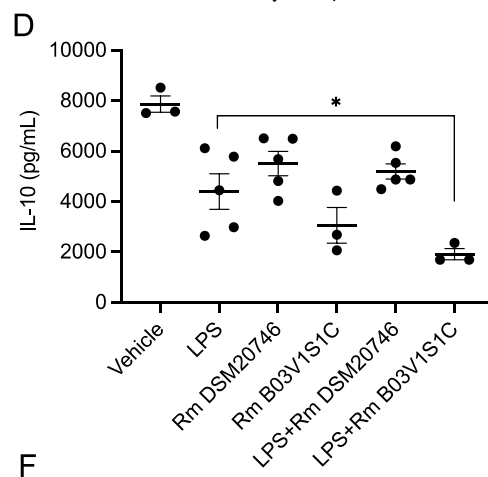 D
IL-10 (pg/mL)
10000
8000
6000
4000
2000
0
*
Vehicle
LPS
Rm DSM20746
Rm B03V1S1C
LPS+Rm DSM20746
LPS+Rm B03V1S1C
F